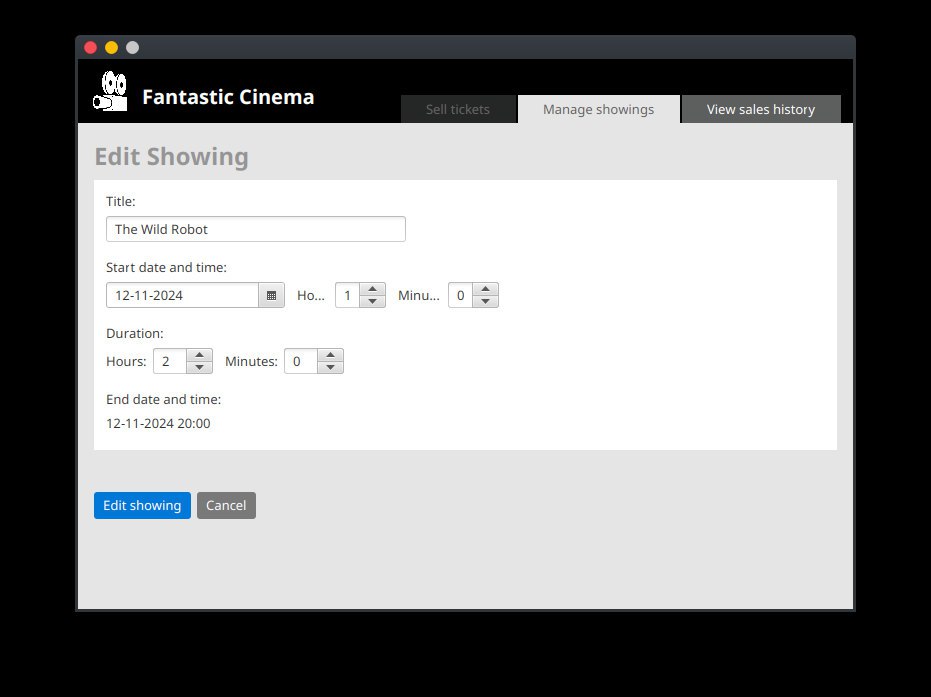 Fantastic Cinema
Sell tickets Manage showings View sales history
Edit Showing
Title:
The Wild Robot
Start date and time:
12-11-2024 Ho... 1 Minu... 0
Duration:
Hours: 2 Minutes: 0
End date and time:
12-11-2024 20:00
Edit showing Cancel